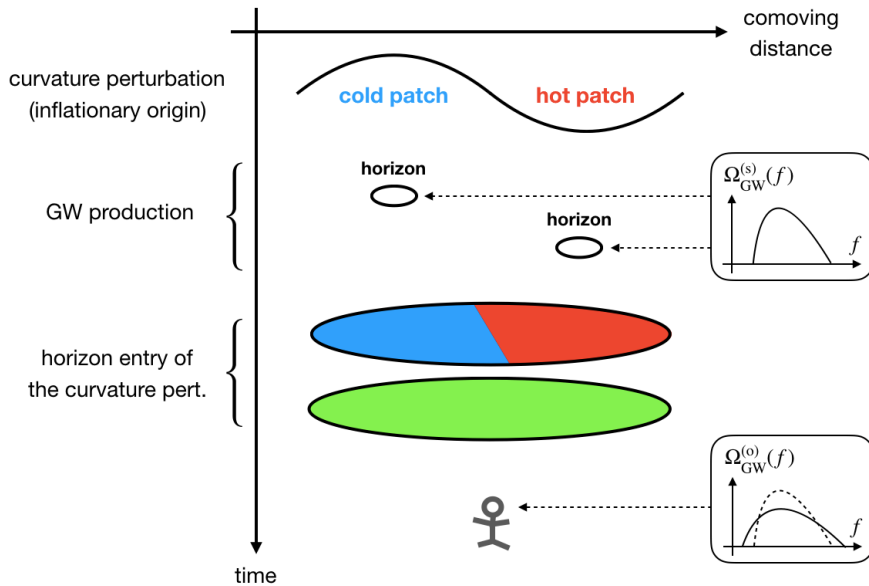 comoving
distance
curvature perturbation
(inflationary origin)
cold patch
hot patch
horizon
GW production
horizon
Ω_GW^(s)(f)
f
horizon entry of
the curvature pert.
Ω_GW^(o)(f)
f
time